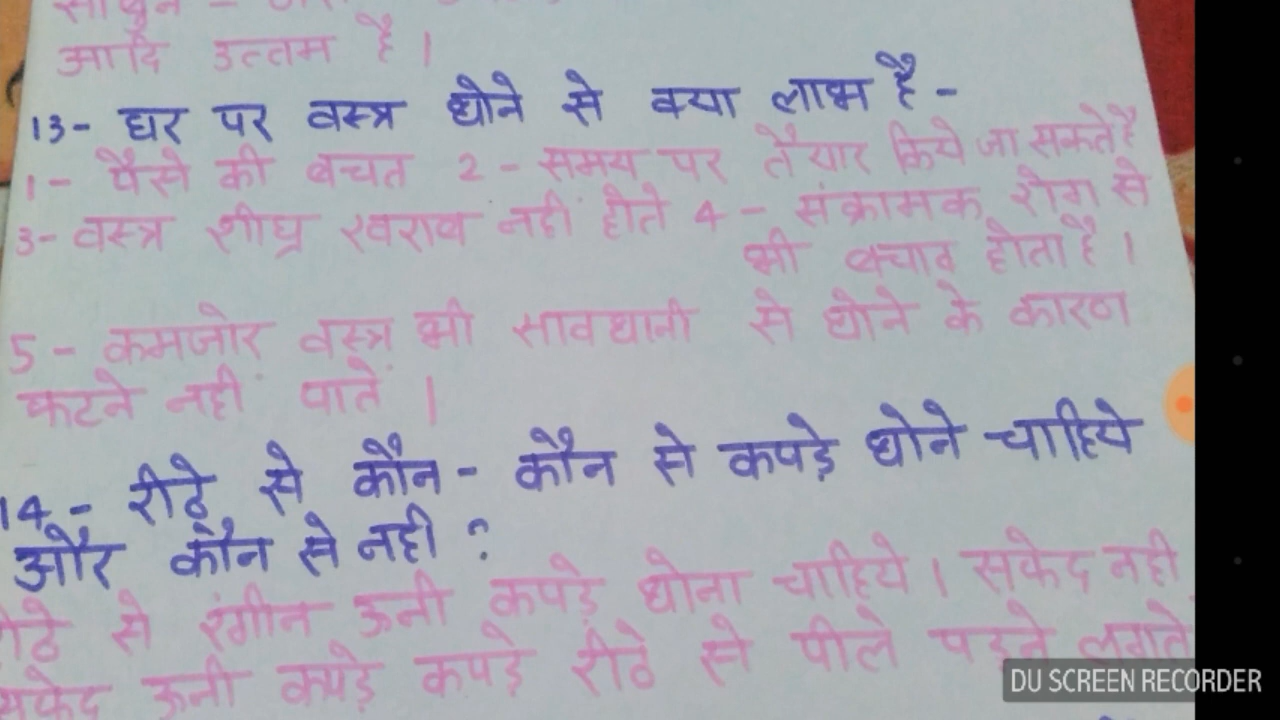 साबुन -
आदि उत्तम है ।
13- घर पर वस्त्र धोने से क्या लाभ है -
1- पैसे की बचत 2 - समय पर तैयार किये जा सकते है
3- वस्त्र शीघ्र खराब नहीं होते 4 - संक्रामक रोग से
भी बचाव होता है ।
5 - कमजोर वस्त्र भी सावधानी से धोने के कारण
फटने नही पाते ।
14 - रीठे से कौन - कौन से कपड़े धोने चाहिये
और कौन से नही ?
रीठे से रंगीन ऊनी कपड़े धोना चाहिये । सफेद नही
सफेद ऊनी कपड़े कपड़े रीठे से पीले पड़ने लगते
DU SCREEN RECORDER